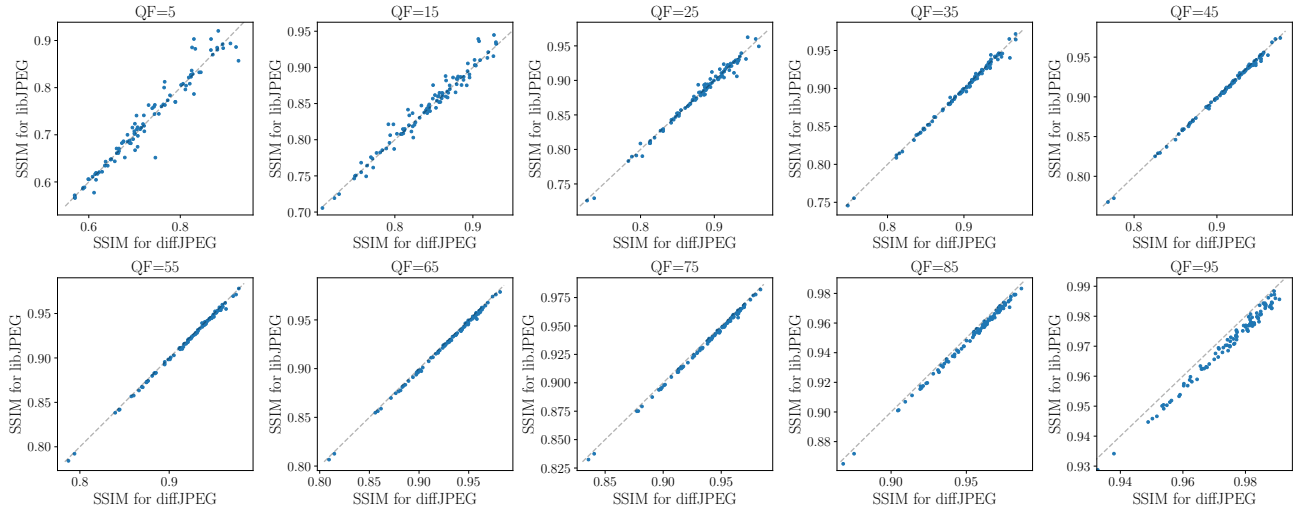 QF=5
SSIM for libJPEG
0.9
0.8
0.7
0.6
0.6 0.8
SSIM for diffJPEG
QF=15
SSIM for libJPEG
0.95
0.90
0.85
0.80
0.75
0.70
0.8 0.9
SSIM for diffJPEG
QF=25
SSIM for libJPEG
0.95
0.90
0.85
0.80
0.75
0.8 0.9
SSIM for diffJPEG
QF=35
SSIM for libJPEG
0.95
0.90
0.85
0.80
0.75
0.8 0.9
SSIM for diffJPEG
QF=45
SSIM for libJPEG
0.95
0.90
0.85
0.80
0.8 0.9
SSIM for diffJPEG
QF=55
SSIM for libJPEG
0.95
0.90
0.85
0.80
0.8 0.9
SSIM for diffJPEG
QF=65
SSIM for libJPEG
0.95
0.90
0.85
0.80
0.80 0.85 0.90 0.95
SSIM for diffJPEG
QF=75
SSIM for libJPEG
0.975
0.950
0.925
0.900
0.875
0.850
0.825
0.85 0.90 0.95
SSIM for diffJPEG
QF=85
SSIM for libJPEG
0.98
0.96
0.94
0.92
0.90
0.88
0.90 0.95
SSIM for diffJPEG
QF=95
SSIM for libJPEG
0.99
0.98
0.97
0.96
0.95
0.94
0.93
0.94 0.96 0.98
SSIM for diffJPEG